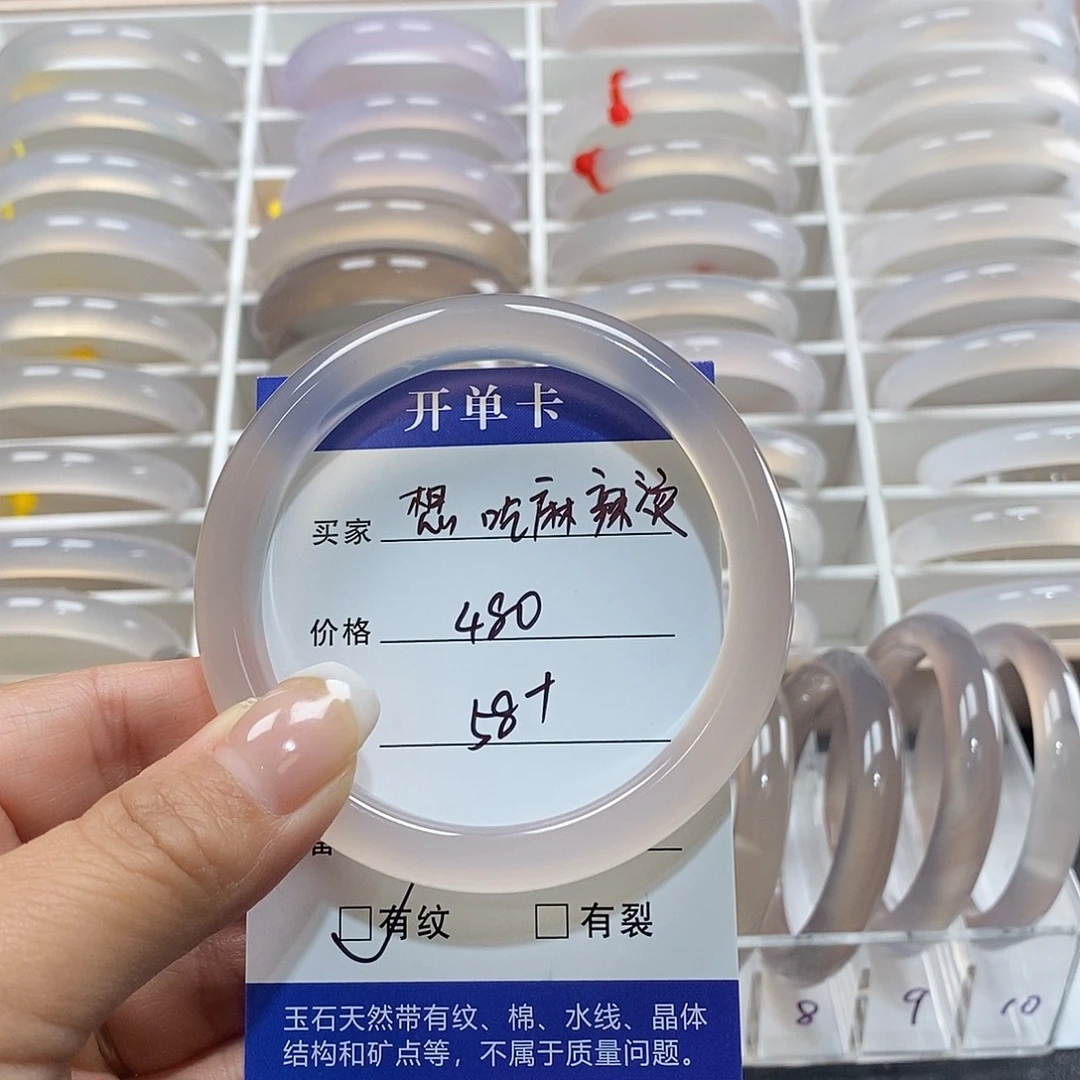 开单卡
买家 想吃麻辣烫
价格 480
58+
有纹 有裂
玉石天然带有纹、棉、水线、晶体
结构和矿点等，不属于质量问题。
8 9 10